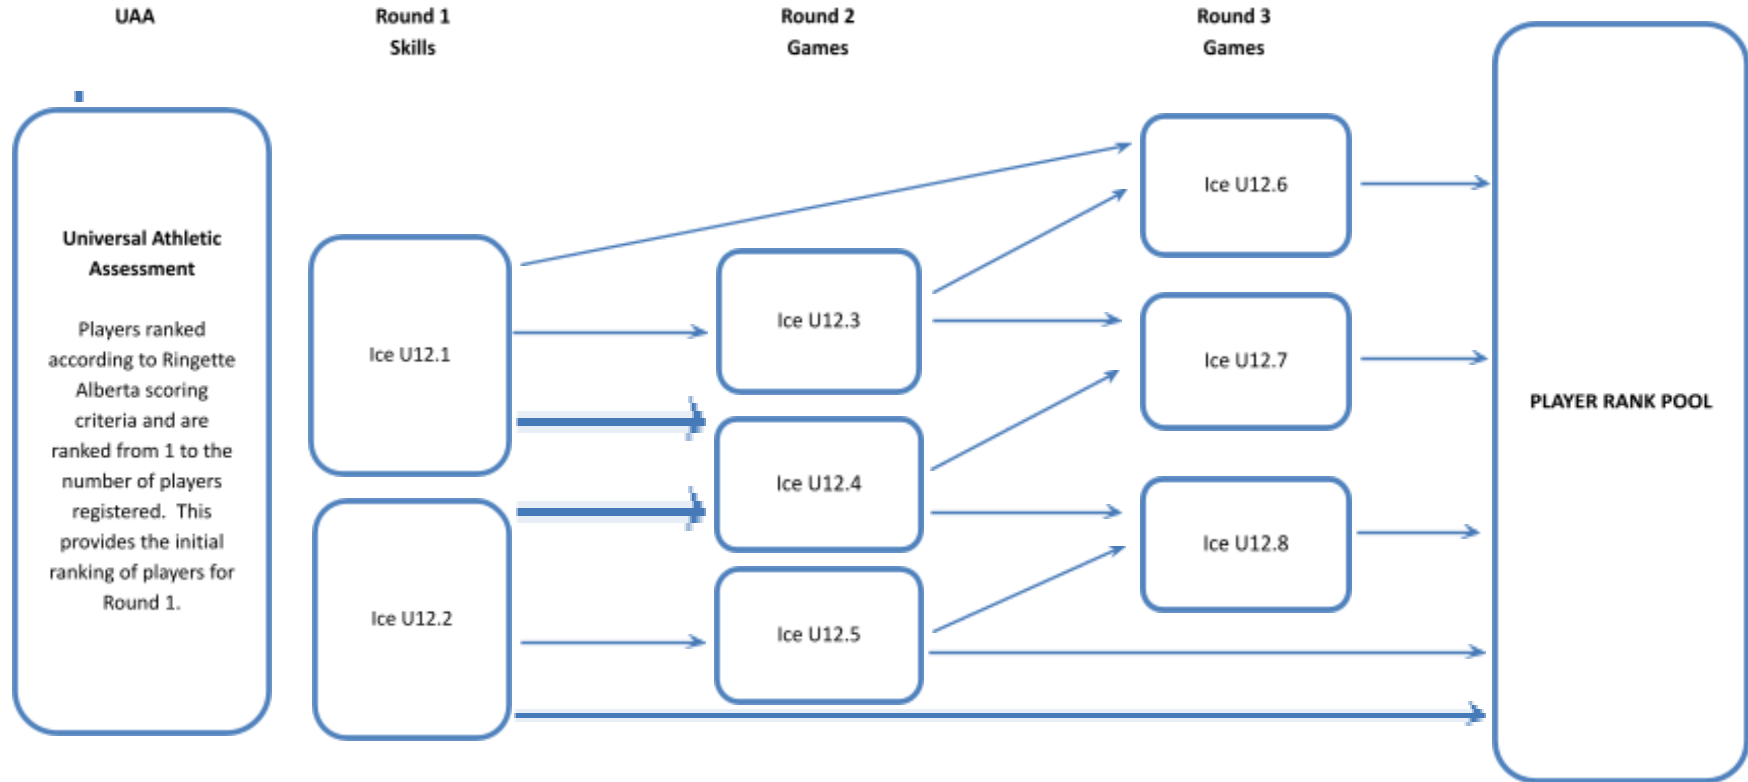 UAA
Round 1
Skills
Round 2
Games
Round 3
Games
Universal Athletic
Assessment
Players ranked
according to Ringette
Alberta scoring
criteria and are
ranked from 1 to the
number of players
registered.  This
provides the initial
ranking of players for
Round 1.
Ice U12.1
Ice U12.2
Ice U12.3
Ice U12.4
Ice U12.5
Ice U12.6
Ice U12.7
Ice U12.8
PLAYER RANK POOL